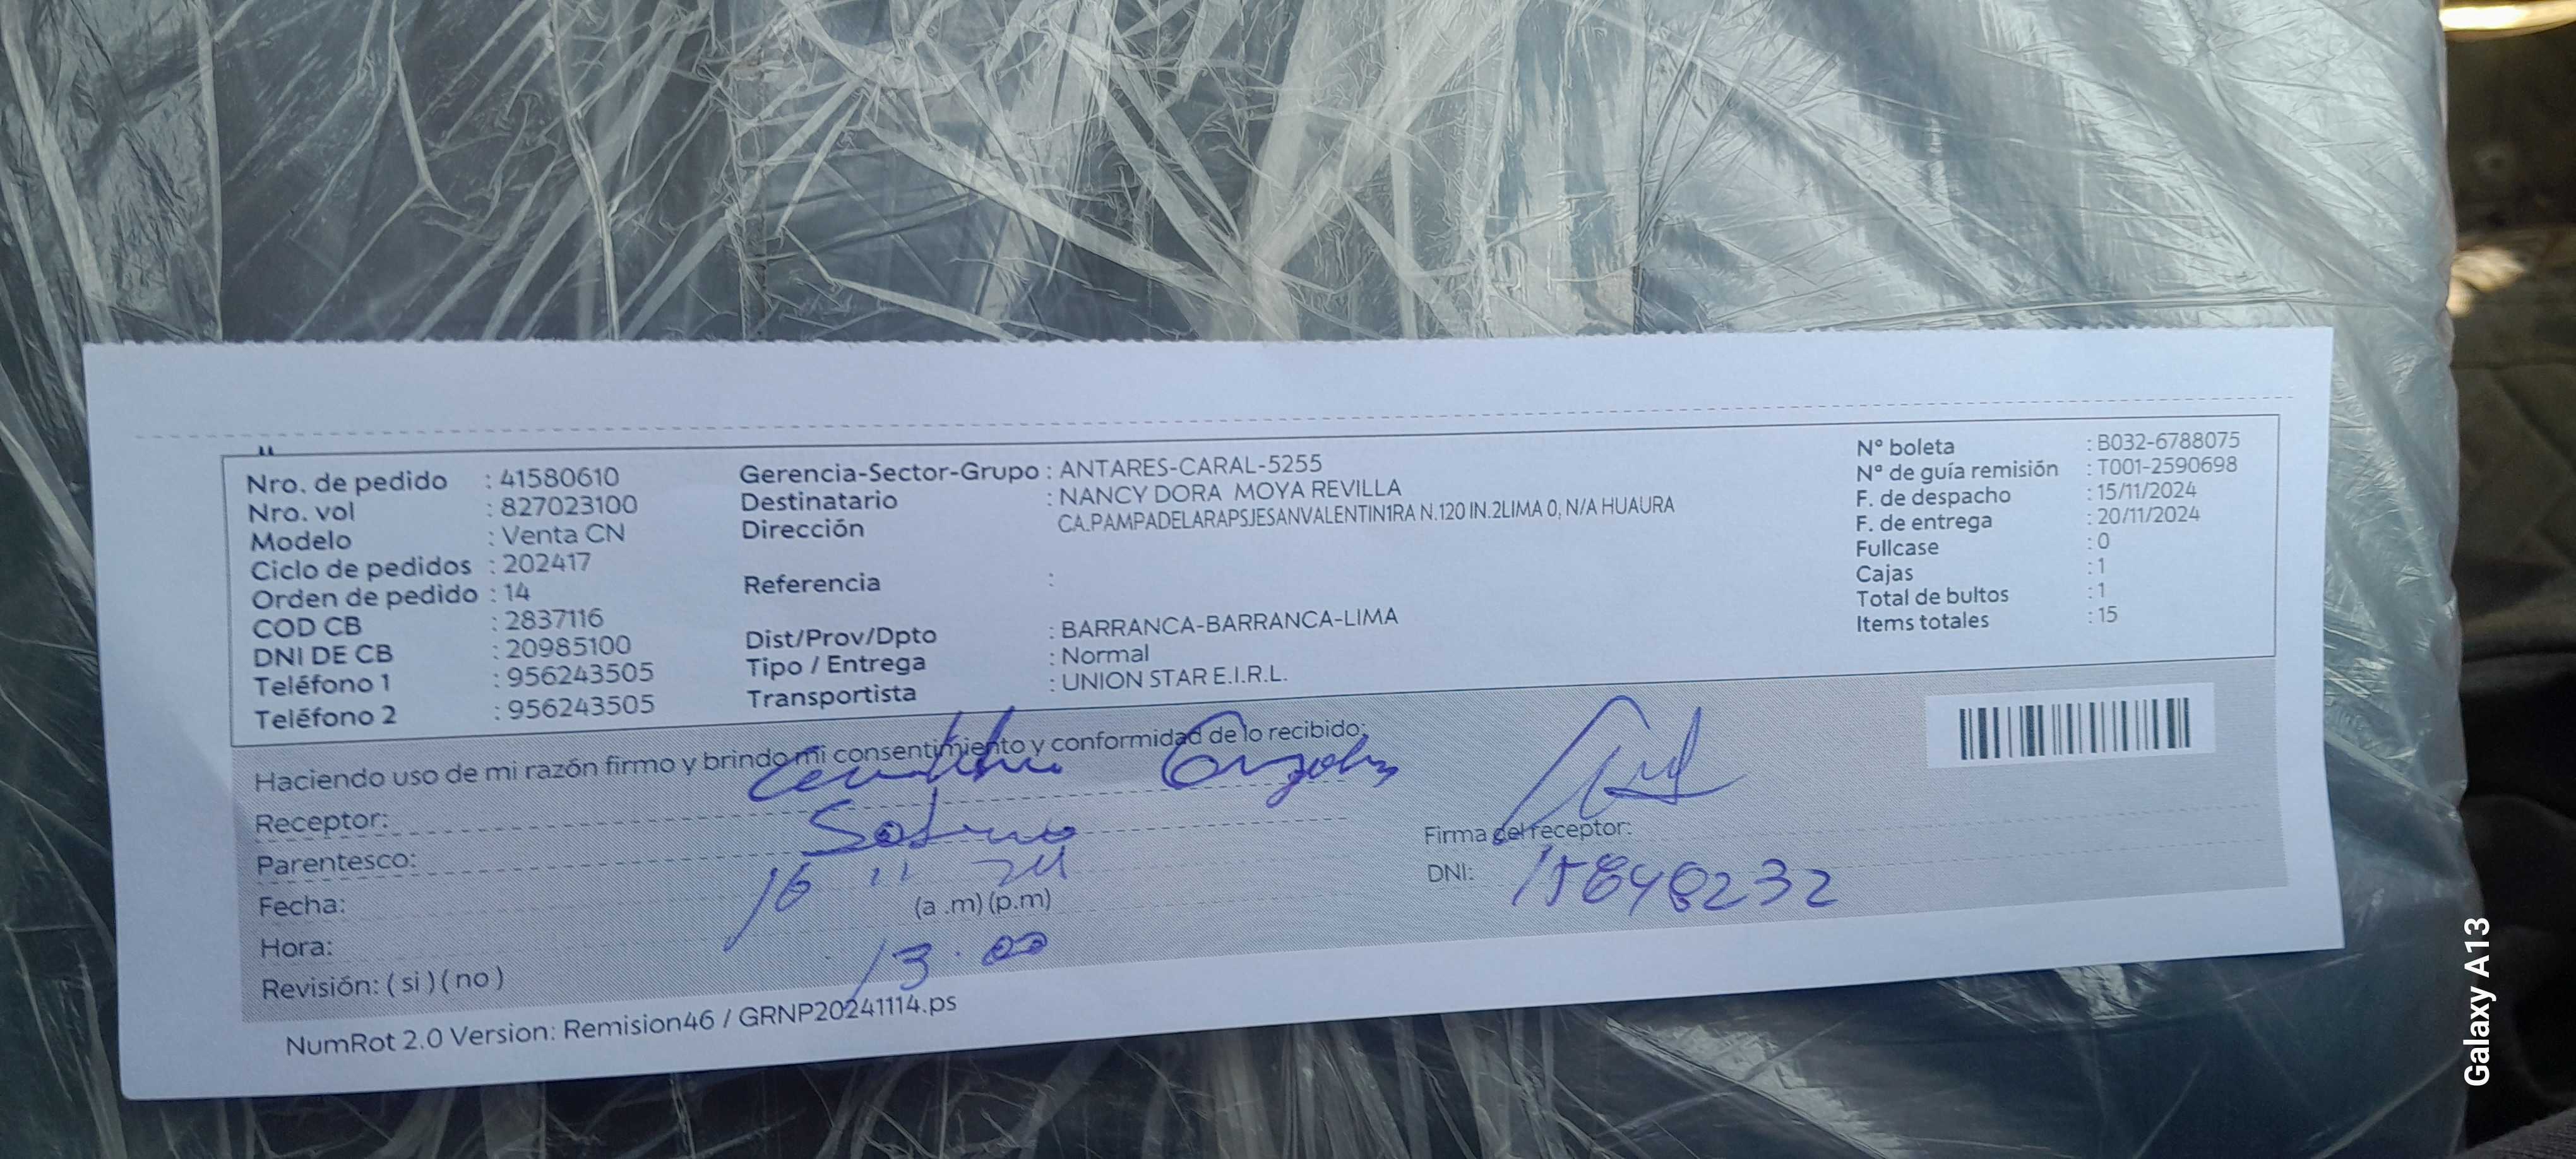 Nro. de pedido : 41580610
Nro. vol : 827023100
Modelo : Venta CN
Ciclo de pedidos : 202417
Orden de pedido : 14
COD CB : 2837116
DNI DE CB : 20985100
Teléfono 1 : 956243505
Teléfono 2 : 956243505
Gerencia-Sector-Grupo : ANTARES-CARAL-5255
Destinatario : NANCY DORA MOYA REVILLA
Dirección CA.PAMPADELARAPSJESANVALENTIN1RA N.120 IN.2LIMA 0, N/A HUAURA
Referencia :
Dist/Prov/Dpto : BARRANCA-BARRANCA-LIMA
Tipo / Entrega : Normal
Transportista : UNION STAR E.I.R.L.
N° boleta : B032-6788075
N° de guía remisión : T001-2590698
F. de despacho : 15/11/2024
F. de entrega : 20/11/2024
Fullcase : 0
Cajas : 1
Total de bultos : 1
Items totales : 15
Haciendo uso de mi razón firmo y brindo mi consentimiento y conformidad de lo recibido:
Receptor:
Parentesco:
Fecha: 16 11 24
Hora: (a .m) (p.m)
13.00
Revisión: ( si ) ( no )
Firma del receptor:
DNI: 15848232
NumRot 2.0 Version: Remision46 / GRNP20241114.ps
Galaxy A13